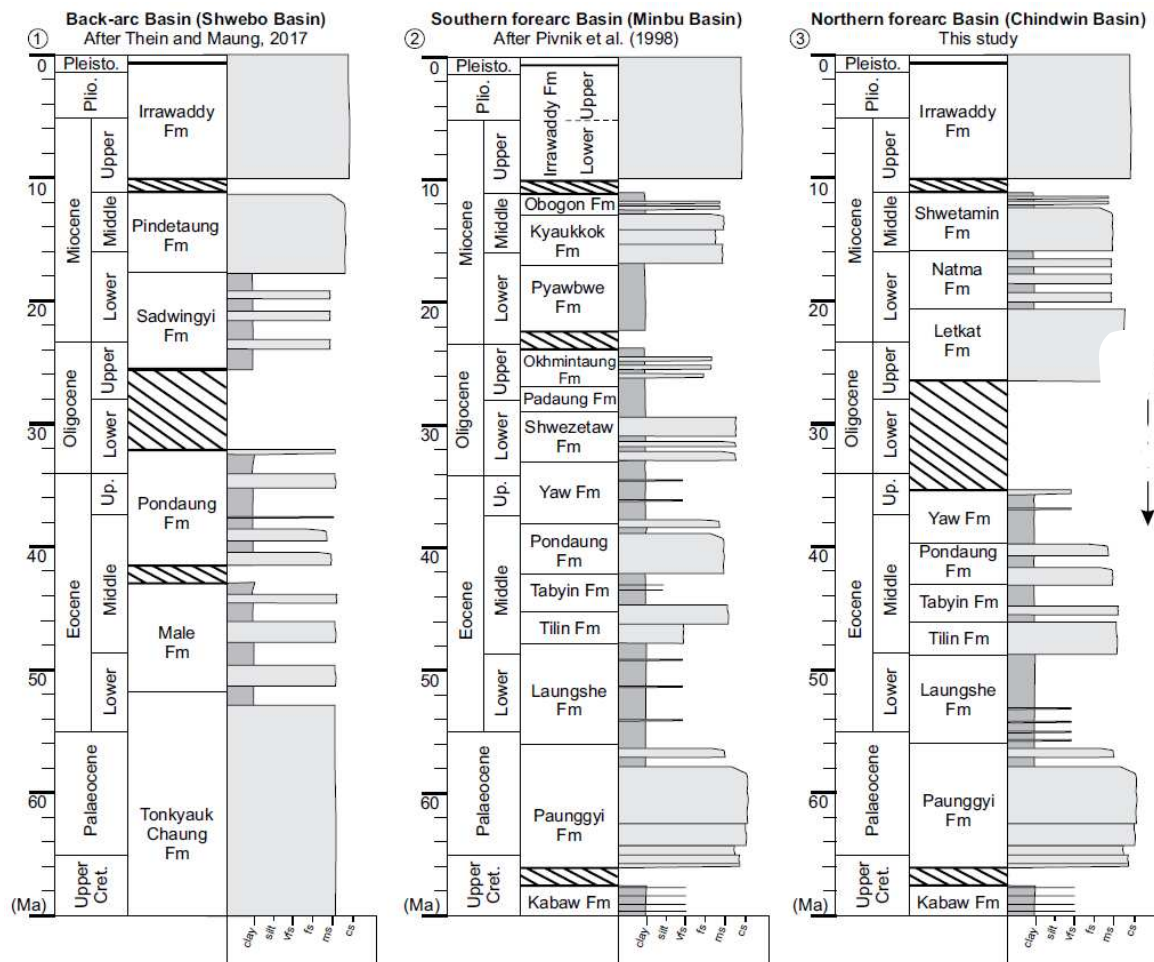 Back-arc Basin (Shwebo Basin)
① After Thein and Maung, 2017
0
10
20
30
40
50
60
(Ma)
Pleisto.
Plio.
Miocene
Upper
Middle
Lower
Oligocene
Upper
Lower
Eocene
Up.
Middle
Lower
Palaeocene
Upper
Cret.
Irrawaddy
Fm
Pindetaung
Fm
Sadwingyi
Fm
Pondaung
Fm
Male
Fm
Tonkyauk
Chaung
Fm
clay silt vfs fs ms cs
Southern forearc Basin (Minbu Basin)
② After Pivnik et al. (1998)
0
10
20
30
40
50
60
(Ma)
Pleisto.
Plio.
Miocene
Upper
Middle
Lower
Oligocene
Upper
Lower
Eocene
Up.
Middle
Lower
Palaeocene
Upper
Cret.
Irrawaddy Fm
Upper
Lower
Obogon Fm
Kyaukkok
Fm
Pyawbwe
Fm
Okhmintaung
Fm
Padaung Fm
Shwezetaw
Fm
Yaw Fm
Pondaung
Fm
Tabyin Fm
Tilin Fm
Laungshe
Fm
Paunggyi
Fm
Kabaw Fm
clay silt vfs fs ms cs
Northern forearc Basin (Chindwin Basin)
③ This study
0
10
20
30
40
50
60
(Ma)
Pleisto.
Plio.
Miocene
Upper
Middle
Lower
Oligocene
Upper
Lower
Eocene
Up.
Middle
Lower
Palaeocene
Upper
Cret.
Irrawaddy
Fm
Shwetamin
Fm
Natma
Fm
Letkat
Fm
Yaw Fm
Pondaung
Fm
Tabyin Fm
Tilin Fm
Laungshe
Fm
Paunggyi
Fm
Kabaw Fm
clay silt vfs fs ms cs